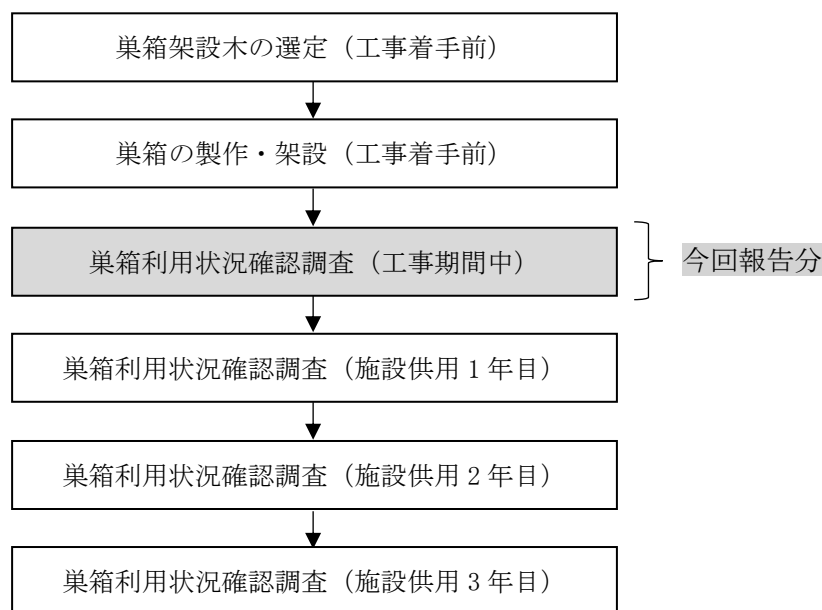 巣箱架設木の選定（工事着手前）
巣箱の製作・架設（工事着手前）
巣箱利用状況確認調査（工事期間中）
今回報告分
巣箱利用状況確認調査（施設供用 1 年目）
巣箱利用状況確認調査（施設供用 2 年目）
巣箱利用状況確認調査（施設供用 3 年目）